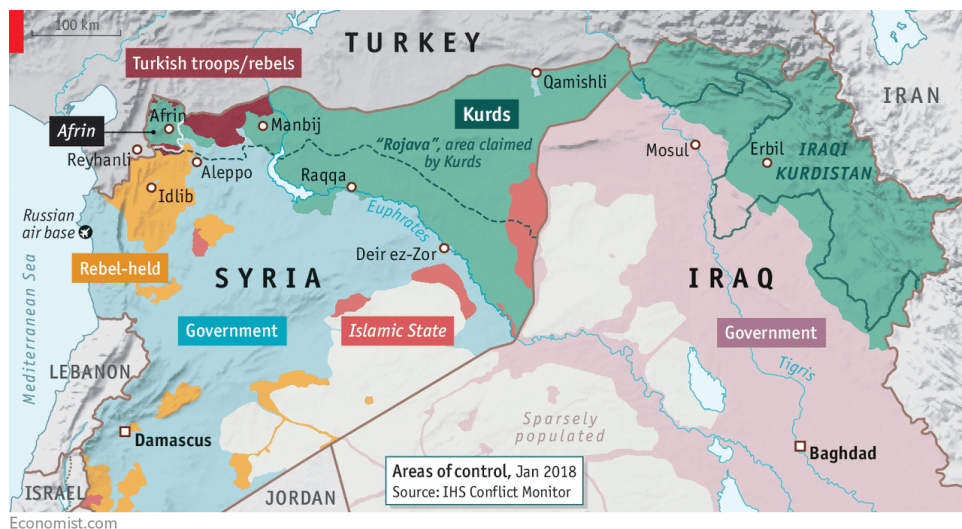 100 km
TURKEY
Turkish troops/rebels
Qamishli
IRAN
Afrin
Afrin
Manbij
Kurds
"Rojava", area claimed
by Kurds
Reyhanli
Aleppo
Mosul
Erbil
IRAQI
KURDISTAN
Idlib
Raqqa
Russian
air base
Euphrates
Deir ez-Zor
Rebel-held
SYRIA
IRAQ
Mediterranean Sea
Government
Islamic State
Government
LEBANON
Tigris
Sparsely
populated
Damascus
Baghdad
Areas of control, Jan 2018
Source: IHS Conflict Monitor
ISRAEL
JORDAN
Economist.com